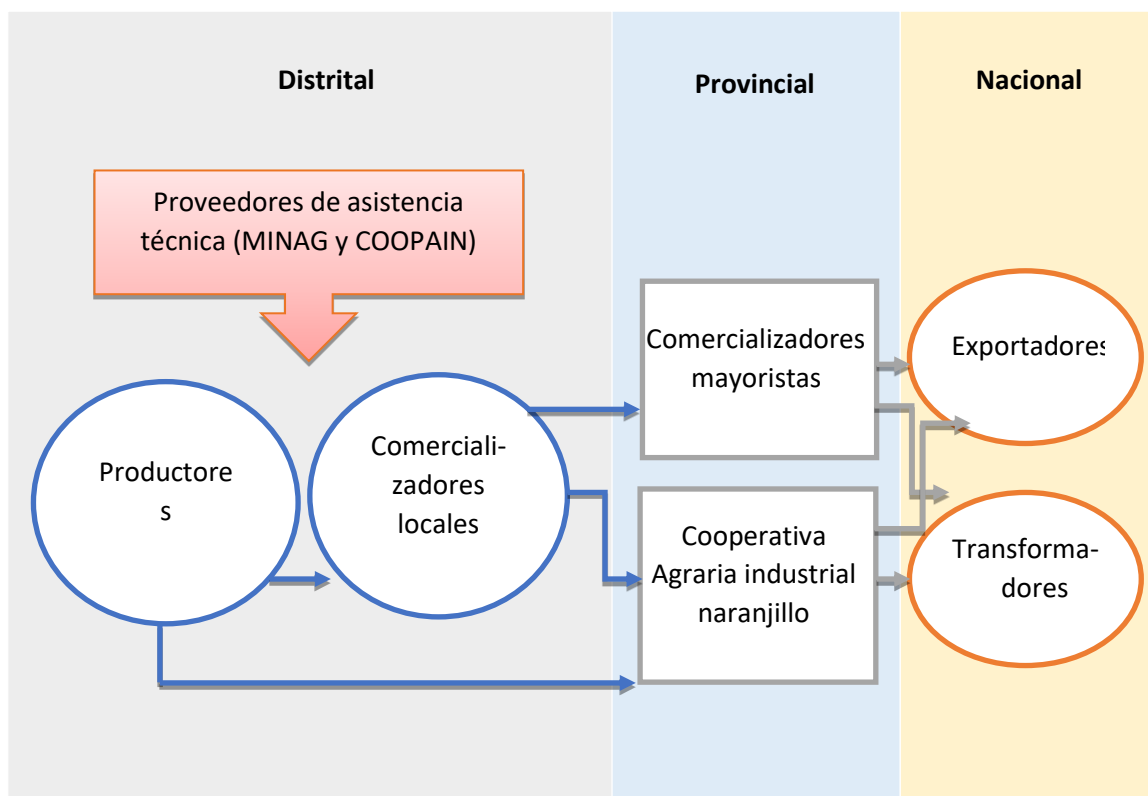 Distrital
Provincial
Nacional
Proveedores de asistencia
técnica (MINAG y COOPAIN)
Productore
s
Comerciali-
zadores
locales
Comercializadores
mayoristas
Cooperativa
Agraria industrial
naranjillo
Exportadores
Transforma-
dores